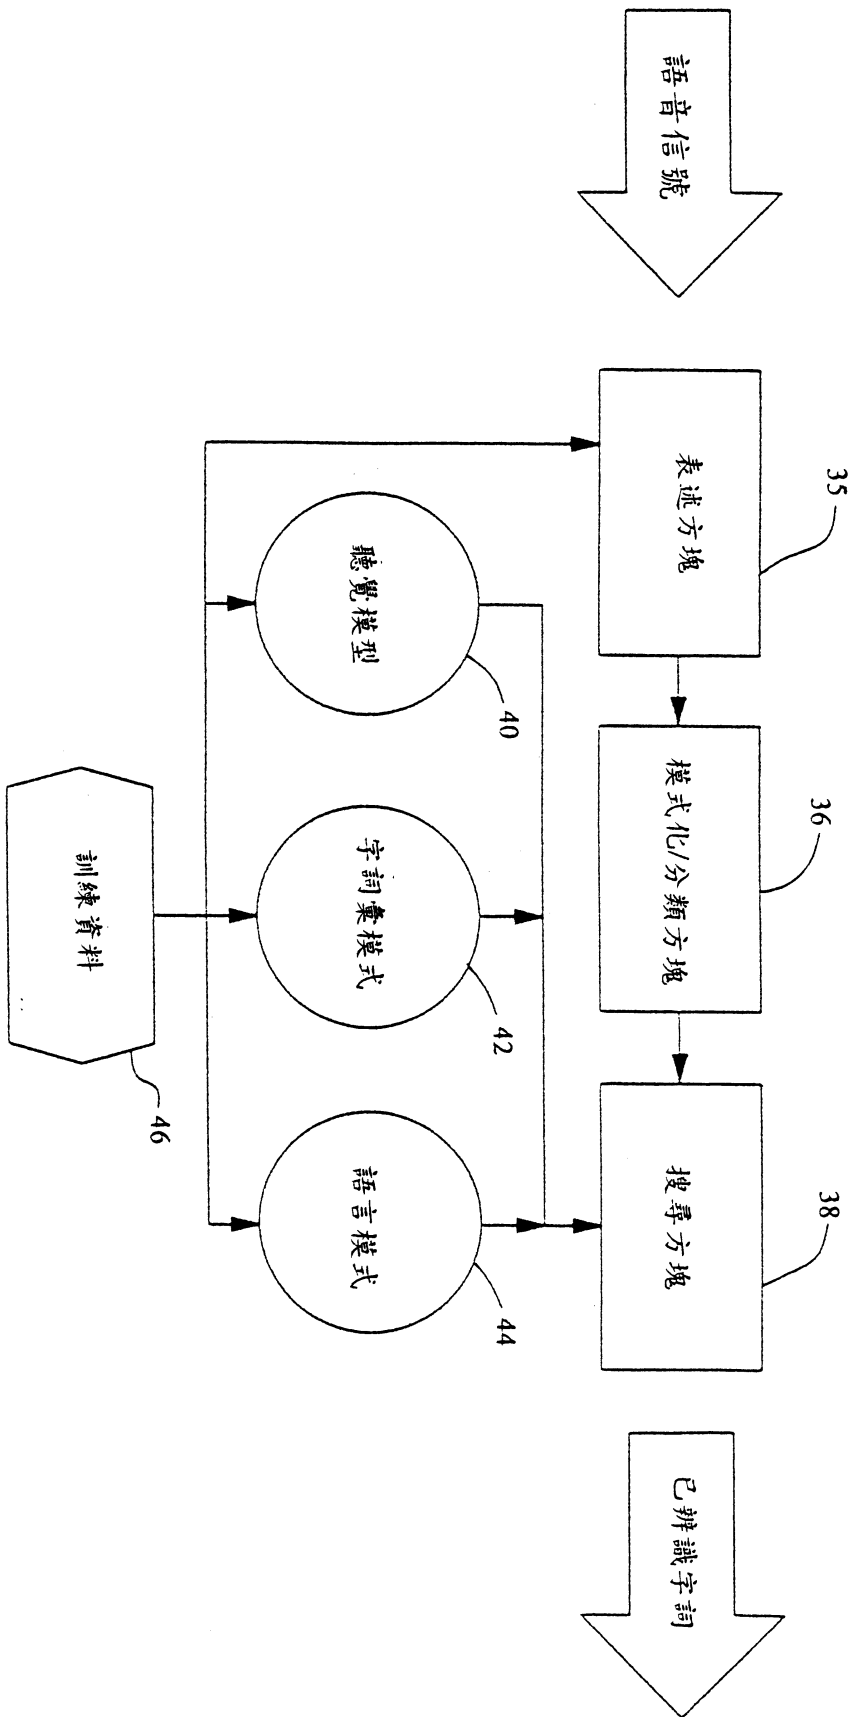 語音信號
35
表述方塊
36
模式化/分類方塊
38
搜尋方塊
已辨識字詞
聽覺模型
40
字詞彙模式
42
語言模式
44
訓練資料
46